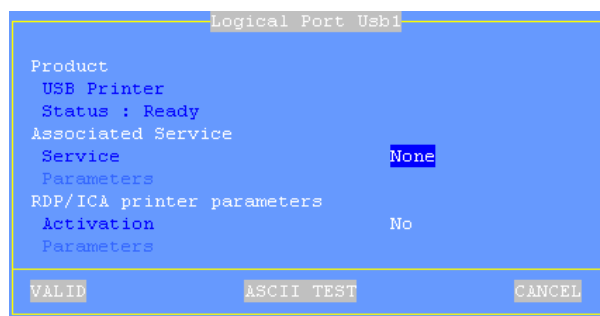 Logical Port Usb1
Product
USB Printer
Status : Ready
Associated Service
Service None
Parameters
RDP/ICA printer parameters
Activation No
Parameters
VALID ASCII TEST CANCEL